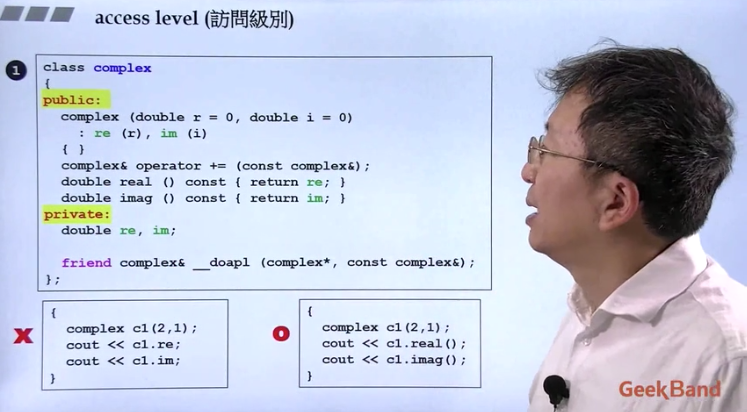 access level (訪問級別)
1
class complex
{
public:
  complex (double r = 0, double i = 0)
    : re (r), im (i)
  { }
  complex& operator += (const complex&);
  double real () const { return re; }
  double imag () const { return im; }
private:
  double re, im;
  friend complex& __doapl (complex*, const complex&);
};
X
{
  complex c1(2,1);
  cout << c1.re;
  cout << c1.im;
}
O
{
  complex c1(2,1);
  cout << c1.real();
  cout << c1.imag();
}
GeekBand